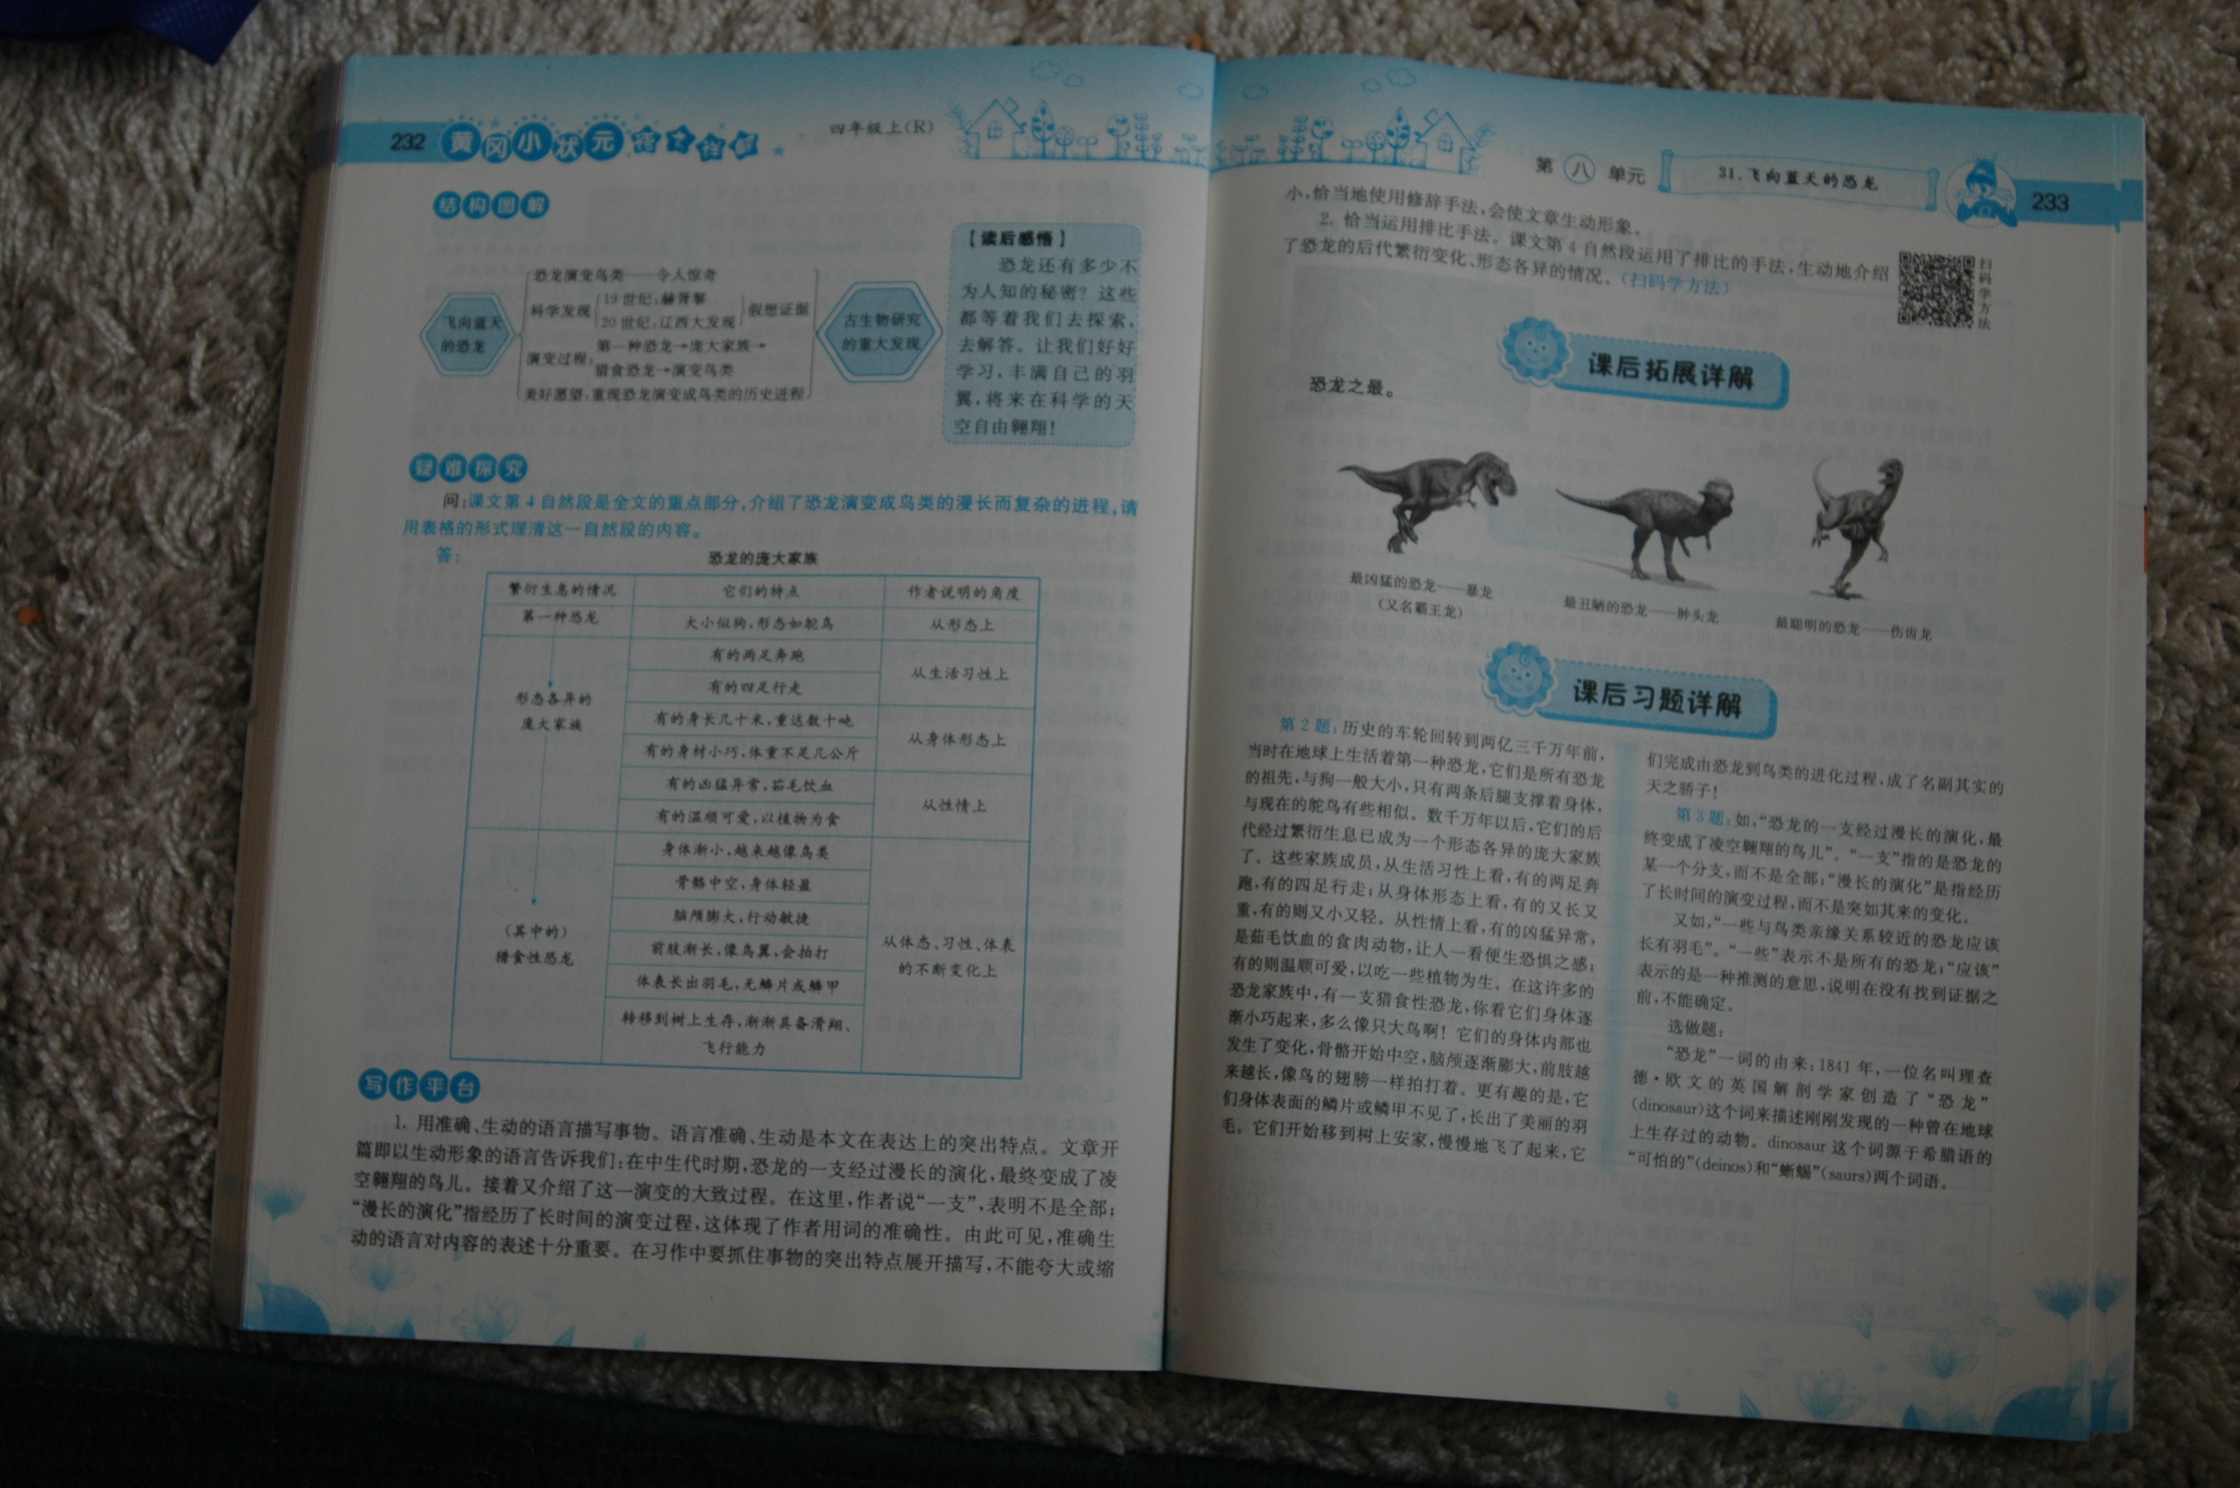 232 黄冈小状元 四年级上(R)
结构图解
飞向蓝天
的恐龙
恐龙演变鸟类——令人惊奇
科学发现
19世纪:赫胥黎
20世纪:辽西大发现
假想证据
演变过程:
第一种恐龙→庞大家族→
猎食恐龙→演变鸟类
美好愿望:重现恐龙演变成鸟类的历史进程
古生物研究
的重大发现
【读后感悟】
恐龙还有多少不
为人知的秘密?这些
都等着我们去探索,
去解答。让我们好好
学习,丰满自己的羽
翼,将来在科学的天
空自由翱翔!
疑难探究
问:课文第4自然段是全文的重点部分,介绍了恐龙演变成鸟类的漫长而复杂的进程,请
用表格的形式理清这一自然段的内容。
答:
恐龙的庞大家族
繁衍生息的情况 它们的特点 作者说明的角度
第一种恐龙 大小似狗,形态如鸵鸟 从形态上
形态各异的
庞大家族
有的两足奔跑
有的四足行走
从生活习性上
有的身长几十米,重达数十吨
有的身材小巧,体重不足几公斤
从身体形态上
有的凶猛异常,茹毛饮血
有的温顺可爱,以植物为食
从性情上
(其中的)
猎食性恐龙
身体渐小,越来越像鸟类
骨骼中空,身体轻盈
脑颅膨大,行动敏捷
前肢渐长,像鸟翼,会拍打
体表长出羽毛,无鳞片或鳞甲
转移到树上生存,渐渐具备滑翔、
飞行能力
从体态、习性、体表
的不断变化上
写作平台
1. 用准确、生动的语言描写事物。语言准确、生动是本文在表达上的突出特点。文章开
篇即以生动形象的语言告诉我们:在中生代时期,恐龙的一支经过漫长的演化,最终变成了凌
空翱翔的鸟儿。接着又介绍了这一演变的大致过程。在这里,作者说“一支”,表明不是全部;
“漫长的演化”指经历了长时间的演变过程,这体现了作者用词的准确性。由此可见,准确生
动的语言对内容的表述十分重要。在习作中要抓住事物的突出特点展开描写,不能夸大或缩
第八单元 31. 飞向蓝天的恐龙 233
小,恰当地使用修辞手法,会使文章生动形象。
2. 恰当运用排比手法。课文第4自然段运用了排比的手法,生动地介绍
了恐龙的后代繁衍变化、形态各异的情况。(扫码学方法)
扫码学方法
课后拓展详解
恐龙之最。
最凶猛的恐龙——暴龙
(又名霸王龙)
最丑陋的恐龙——肿头龙
最聪明的恐龙——伤齿龙
课后习题详解
第2题:历史的车轮回转到两亿三千万年前,
当时在地球上生活着第一种恐龙,它们是所有恐龙
的祖先,与狗一般大小,只有两条后腿支撑着身体,
与现在的鸵鸟有些相似。数千万年以后,它们的后
代经过繁衍生息已成为一个形态各异的庞大家族
了。这些家族成员,从生活习性上看,有的两足奔
跑,有的四足行走;从身体形态上看,有的又长又
重,有的则又小又轻。从性情上看,有的凶猛异常,
是茹毛饮血的食肉动物,让人一看便生恐惧之感;
有的则温顺可爱,以吃一些植物为生。在这许多的
恐龙家族中,有一支猎食性恐龙,你看它们身体逐
渐小巧起来,多么像只大鸟啊!它们的身体内部也
发生了变化,骨骼开始中空,脑颅逐渐膨大,前肢越
来越长,像鸟的翅膀一样拍打着。更有趣的是,它
们身体表面的鳞片或鳞甲不见了,长出了美丽的羽
毛。它们开始移到树上安家,慢慢地飞了起来,它
们完成由恐龙到鸟类的进化过程,成了名副其实的
天之骄子!
第3题:如,“恐龙的一支经过漫长的演化,最
终变成了凌空翱翔的鸟儿”。“一支”指的是恐龙的
某一个分支,而不是全部;“漫长的演化”是指经历
了长时间的演变过程,而不是突如其来的变化。
又如,“一些与鸟类亲缘关系较近的恐龙应该
长有羽毛”。“一些”表示不是所有的恐龙;“应该”
表示的是一种推测的意思,说明在没有找到证据之
前,不能确定。
选做题:
“恐龙”一词的由来:1841年,一位名叫理查
德·欧文的英国解剖学家创造了“恐龙”
(dinosaur)这个词来描述刚刚发现的一种曾在地球
上生存过的动物。dinosaur这个词源于希腊语的
“可怕的”(deinos)和“蜥蜴”(saurs)两个词语。